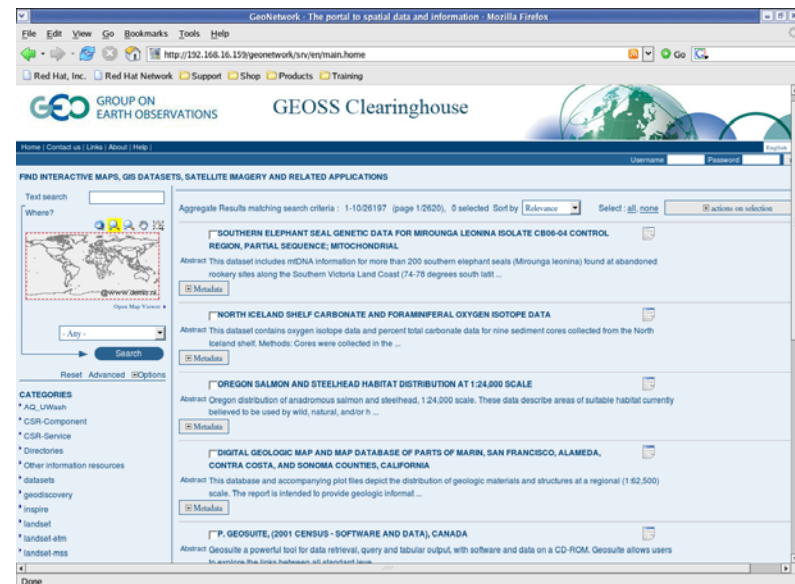 GeoNetwork - The portal to spatial data and information - Mozilla Firefox
File Edit View Go Bookmarks Tools Help
http://192.168.16.159/geonetwork/srv/en/main.home
Go
Red Hat, Inc. Red Hat Network Support Shop Products Training
GEO GROUP ON
EARTH OBSERVATIONS
GEOSS Clearinghouse
Home | Contact us | Links | About | Help |
English
Username Password
FIND INTERACTIVE MAPS, GIS DATASETS, SATELLITE IMAGERY AND RELATED APPLICATIONS
Text search
Where?
@www.demis.nl
Open Map Viewer
- Any -
Search
Reset Advanced Options
CATEGORIES
AQ_UWash
CSR-Component
CSR-Service
Directories
Other information resources
datasets
geodiscovery
inspire
landset
landset-etm
landset-mss
Aggregate Results matching search criteria : 1-10/26197 (page 1/2620), 0 selected Sort by Relevance Select : all, none actions on selection
SOUTHERN ELEPHANT SEAL GENETIC DATA FOR MIROUNGA LEONINA ISOLATE CB06-04 CONTROL
REGION, PARTIAL SEQUENCE; MITOCHONDRIAL
Abstract This dataset includes mtDNA information for more than 200 southern elephant seals (Mirounga leonina) found at abandoned
rookery sites along the Southern Victoria Land Coast (74-78 degrees south latit ...
Metadata
NORTH ICELAND SHELF CARBONATE AND FORAMINIFERAL OXYGEN ISOTOPE DATA
Abstract This dataset contains oxygen isotope data and percent total carbonate data for nine sediment cores collected from the North
Iceland shelf. Methods: Cores were collected in the ...
Metadata
OREGON SALMON AND STEELHEAD HABITAT DISTRIBUTION AT 1:24,000 SCALE
Abstract Oregon distribution of anadromous salmon and steelhead, 1:24,000 scale. These data describe areas of suitable habitat currently
believed to be used by wild, natural, and/or h ...
Metadata
DIGITAL GEOLOGIC MAP AND MAP DATABASE OF PARTS OF MARIN, SAN FRANCISCO, ALAMEDA,
CONTRA COSTA, AND SONOMA COUNTIES, CALIFORNIA
Abstract This database and accompanying plot files depict the distribution of geologic materials and structures at a regional (1:62,500)
scale. The report is intended to provide geologic informat ...
Metadata
P. GEOSUITE, (2001 CENSUS - SOFTWARE AND DATA), CANADA
Abstract Geosuite a powerful tool for data retrieval, query and tabular output, with software and data on a CD-ROM. Geosuite allows users
to explore the links between all standard leve ...
Done